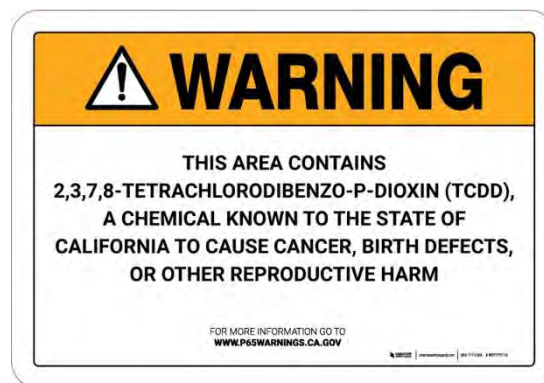 WARNING
THIS AREA CONTAINS
2,3,7,8-TETRACHLORODIBENZO-P-DIOXIN (TCDD),
A CHEMICAL KNOWN TO THE STATE OF
CALIFORNIA TO CAUSE CANCER, BIRTH DEFECTS,
OR OTHER REPRODUCTIVE HARM
FOR MORE INFORMATION GO TO
WWW.P65WARNINGS.CA.GOV